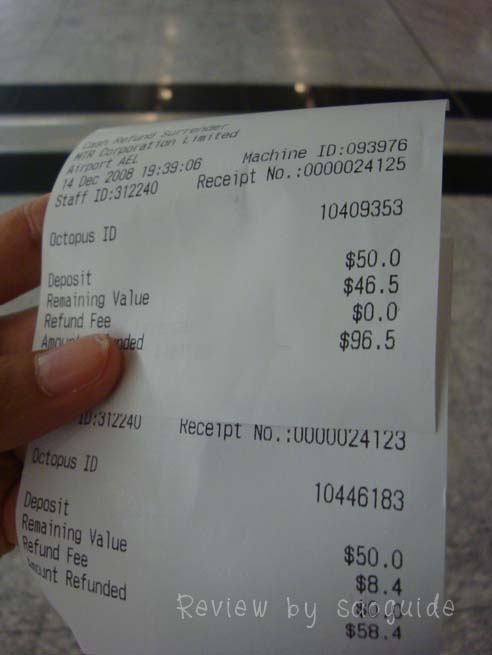 Cash Refund Surrender
MTR Corporation Limited
Airport AEL
14 Dec 2008 19:39:06 Machine ID:093976
Staff ID:312240 Receipt No.:0000024125
Octopus ID 10409353
Deposit $50.0
Remaining Value $46.5
Refund Fee $0.0
$96.5
ID:312240 Receipt No.:0000024123
Octopus ID 10446183
Deposit $50.0
Remaining Value $8.4
Refund Fee $0.0
Amount Refunded $58.4
Review by saoguide